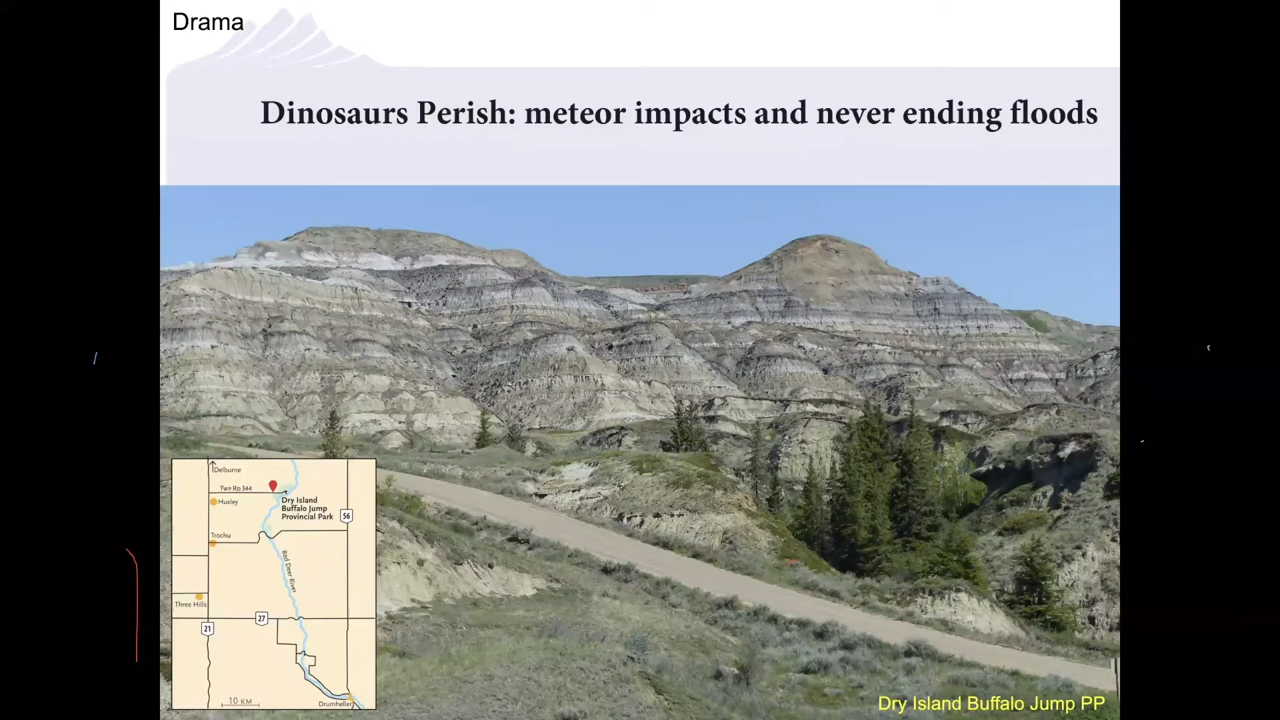 Drama
Dinosaurs Perish: meteor impacts and never ending floods
Delburne
Twp Rd 344
Huxley
Dry Island
Buffalo Jump
Provincial Park
56
Trochu
Red Deer River
Three Hills
27
21
10 KM
Drumheller
Dry Island Buffalo Jump PP